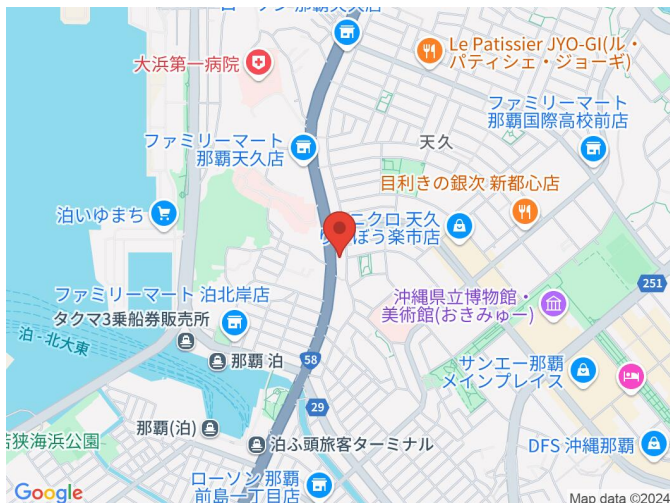 ローソン 那覇天久店
Le Patissier JYO-GI(ル・
パティシェ・ジョーギ)
大浜第一病院
ファミリーマート
那覇国際高校前店
ファミリーマート
那覇天久店
天久
目利きの銀次 新都心店
泊いゆまち
ニクロ 天久
ぼう楽市店
251
ファミリーマート 泊北岸店
沖縄県立博物館・
美術館(おきみゅー)
タクマ3乗船券販売所
泊 - 北大東
那覇 泊
58
サンエー那覇
メインプレイス
29
那覇(泊)
若狭海浜公園
泊ふ頭旅客ターミナル
DFS 沖縄那覇
ローソン 那覇
前島一丁目店
Google
Map data ©2024